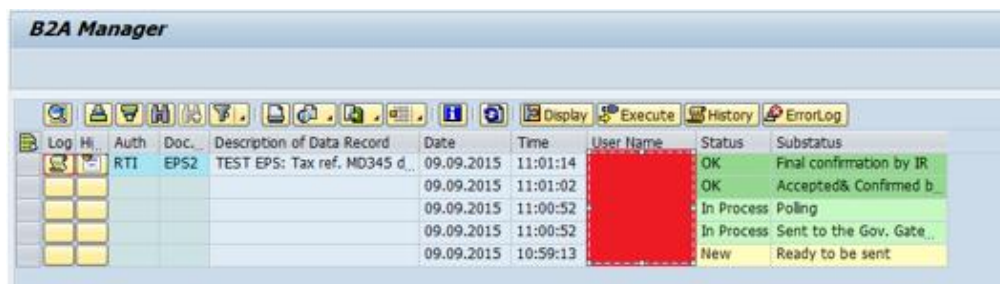 B2A Manager
Display Execute History ErrorLog
Log Hi.. Auth Doc... Description of Data Record Date Time User Name Status Substatus
RTI EPS2 TEST EPS: Tax ref. MD345 d... 09.09.2015 11:01:14 OK Final confirmation by IR
09.09.2015 11:01:02 OK Accepted& Confirmed b...
09.09.2015 11:00:52 In Process Polling
09.09.2015 11:00:52 In Process Sent to the Gov. Gate...
09.09.2015 10:59:13 New Ready to be sent